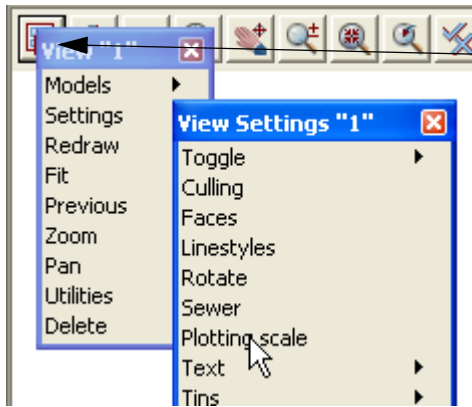 View "1"
Models
Settings
Redraw
Fit
Previous
Zoom
Pan
Utilities
Delete
View Settings "1"
Toggle
Culling
Faces
Linestyles
Rotate
Sewer
Plotting scale
Text
Tins